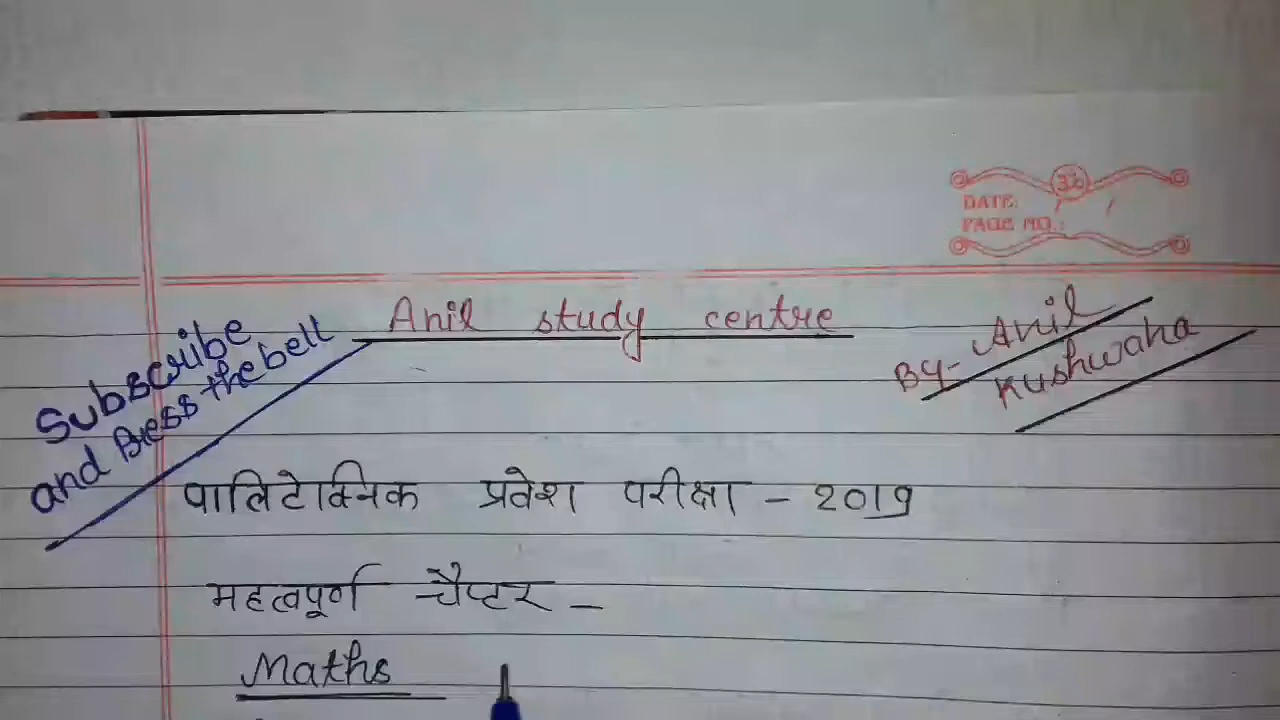 DATE:
PAGE NO.:
Anil study centre
By- Anil
Kushwaha
Subscribe
and Press the bell
पालिटेक्निक प्रवेश परीक्षा - 2019
महत्वपूर्ण चैप्टर -
Maths